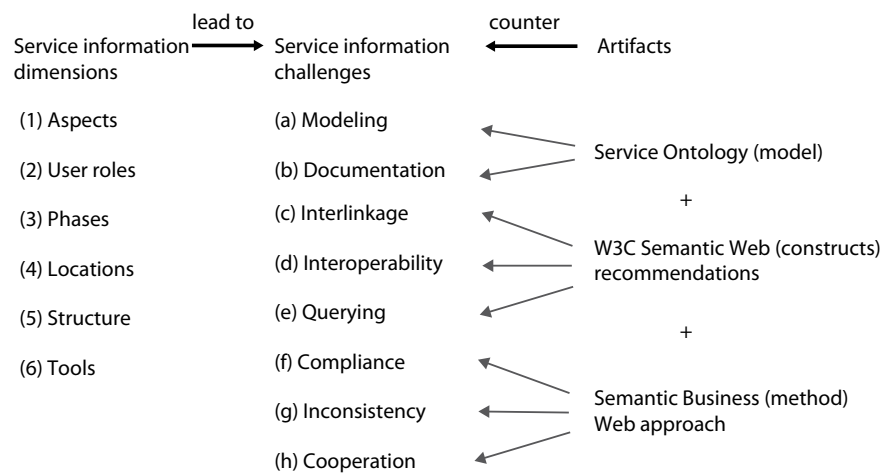 lead to
counter
Service information
dimensions
Service information
challenges
Artifacts
(1) Aspects
(2) User roles
(3) Phases
(4) Locations
(5) Structure
(6) Tools
(a) Modeling
(b) Documentation
(c) Interlinkage
(d) Interoperability
(e) Querying
(f) Compliance
(g) Inconsistency
(h) Cooperation
Service Ontology (model)
+
W3C Semantic Web (constructs)
recommendations
+
Semantic Business (method)
Web approach